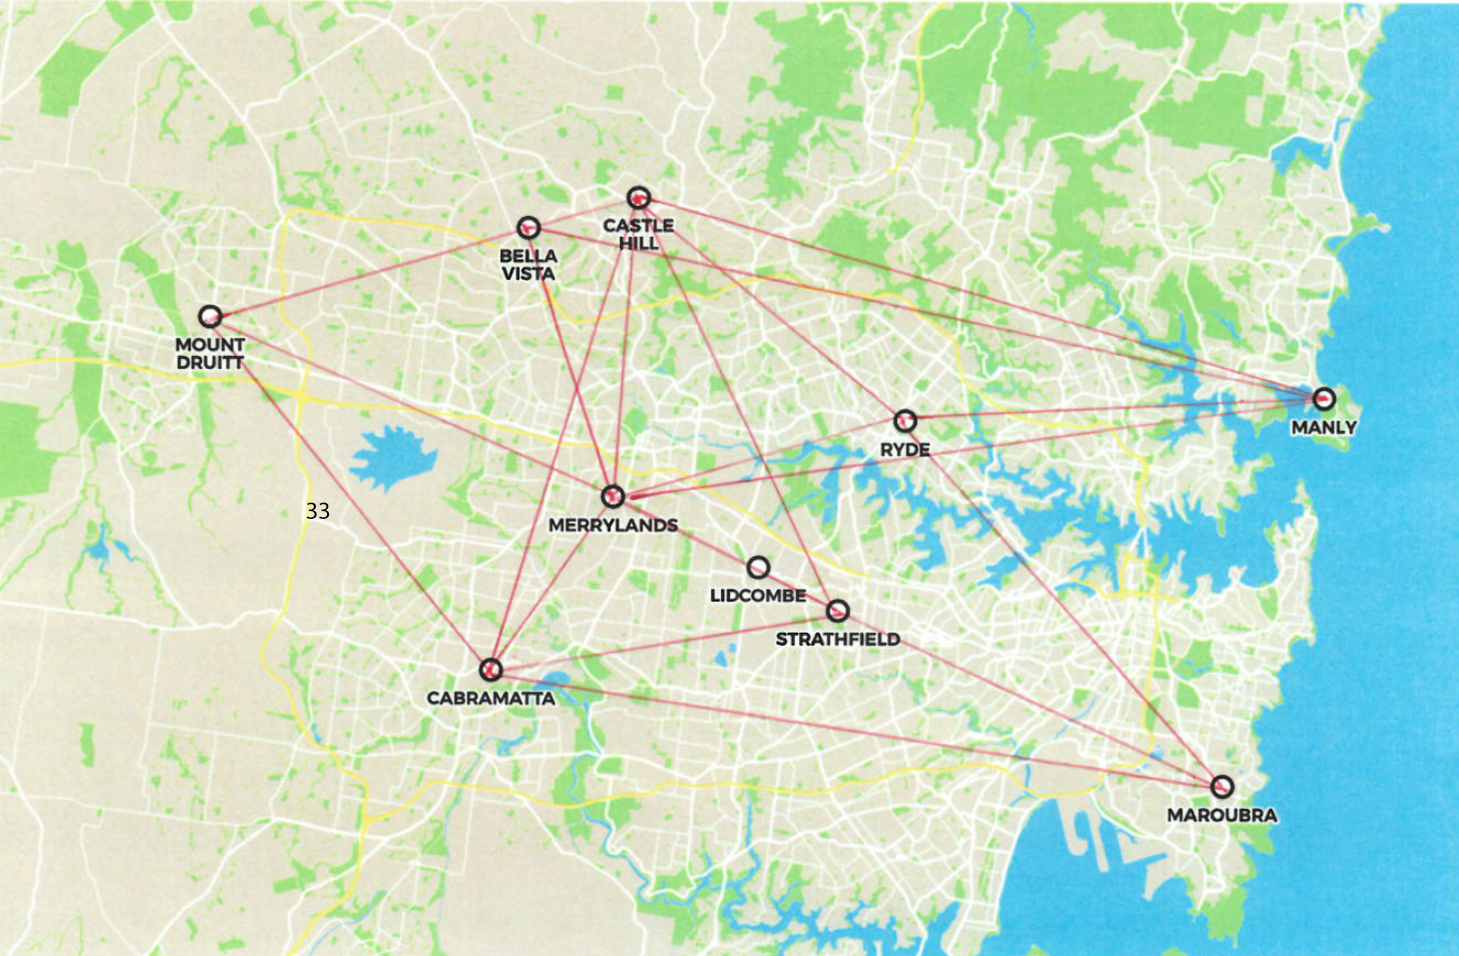 CASTLE
HILL
BELLA
VISTA
MOUNT
DRUITT
MANLY
RYDE
33
MERRYLANDS
LIDCOMBE
STRATHFIELD
CABRAMATTA
MAROUBRA